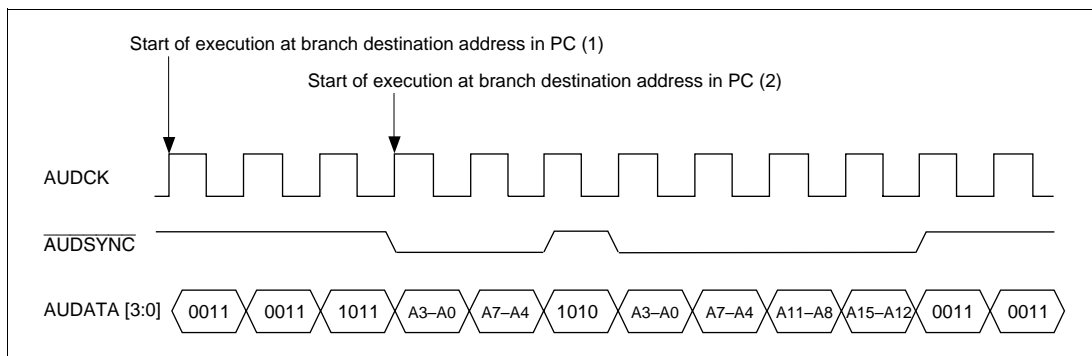 Start of execution at branch destination address in PC (1)
Start of execution at branch destination address in PC (2)
AUDCK
AUDSYNC
AUDATA [3:0] 0011 0011 1011 A3–A0 A7–A4 1010 A3–A0 A7–A4 A11–A8 A15–A12 0011 0011